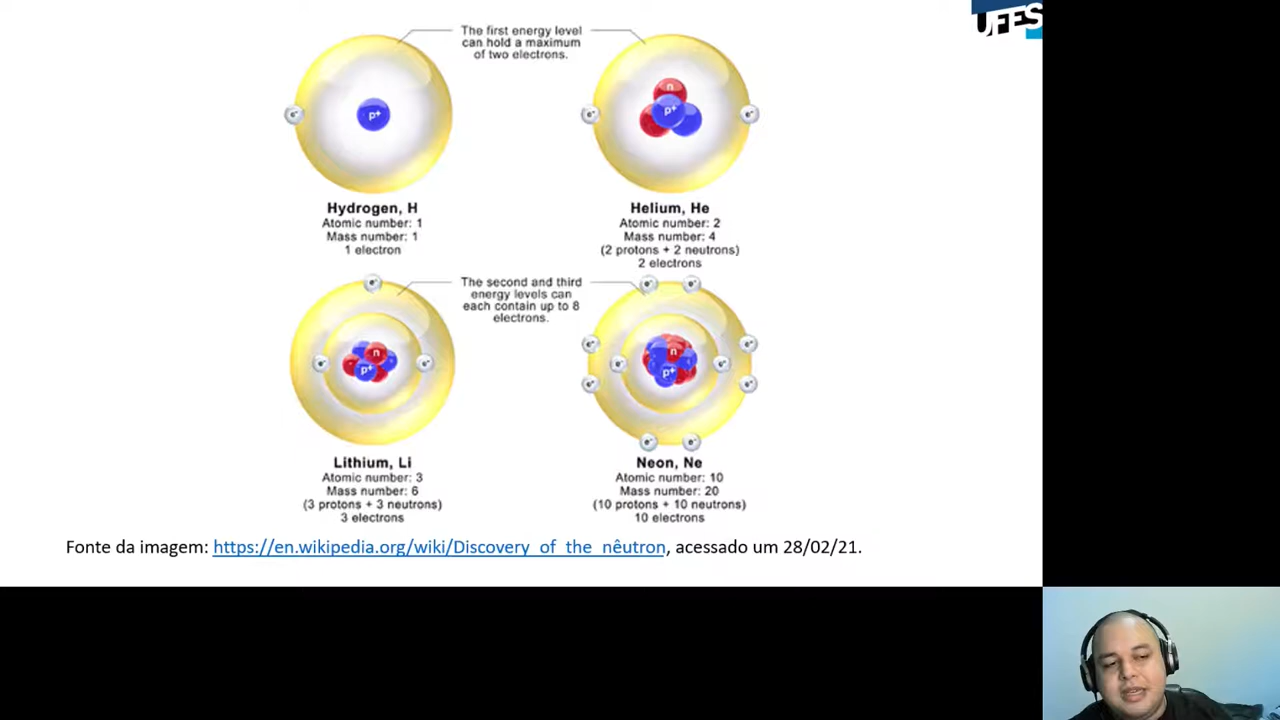 UFES
The first energy level
can hold a maximum
of two electrons.
e-
p+
e-
n
p+
e-
Hydrogen, H
Atomic number: 1
Mass number: 1
1 electron
Helium, He
Atomic number: 2
Mass number: 4
(2 protons + 2 neutrons)
2 electrons
The second and third
energy levels can
each contain up to 8
electrons.
e-
e-
n
p+
e-
e-
e-
e-
e-
e-
n
p+
e-
e-
e-
e-
e-
e-
Lithium, Li
Atomic number: 3
Mass number: 6
(3 protons + 3 neutrons)
3 electrons
Neon, Ne
Atomic number: 10
Mass number: 20
(10 protons + 10 neutrons)
10 electrons
Fonte da imagem: https://en.wikipedia.org/wiki/Discovery_of_the_nêutron, acessado um 28/02/21.